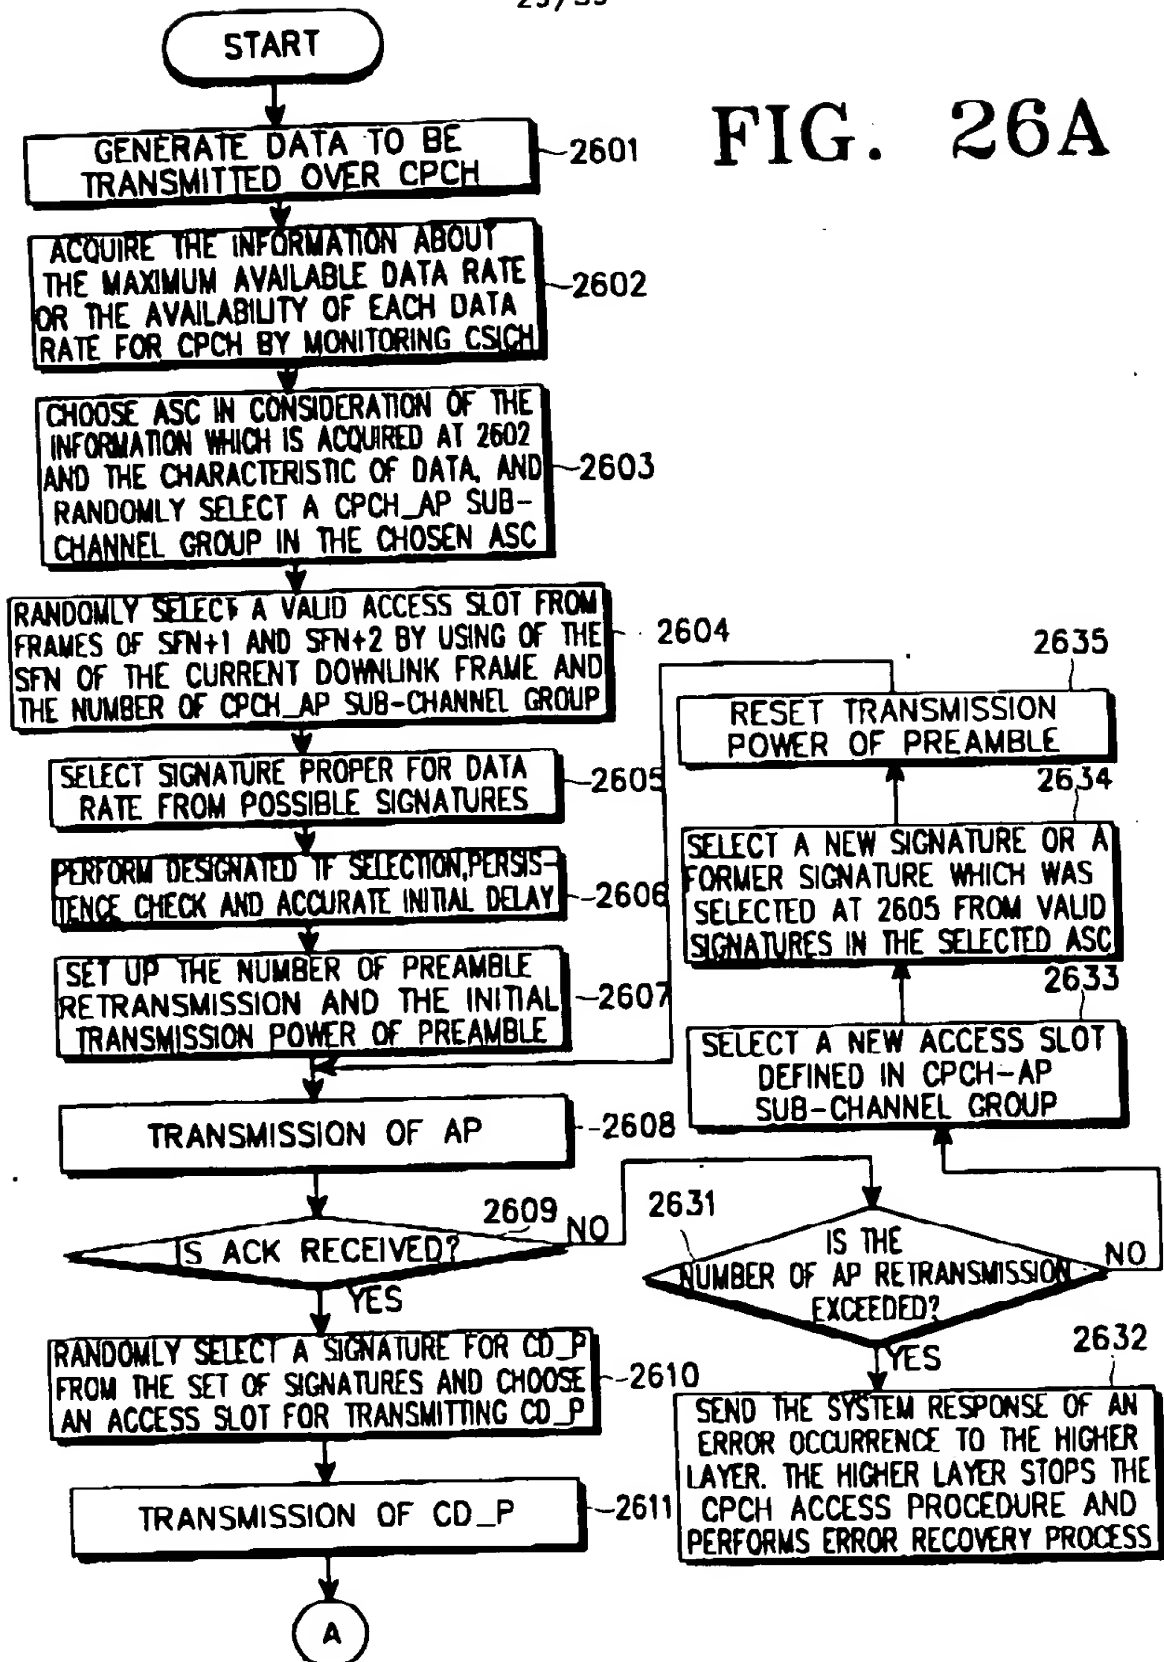 START
FIG. 26A
GENERATE DATA TO BE
TRANSMITTED OVER CPCH
2601
ACQUIRE THE INFORMATION ABOUT
THE MAXIMUM AVAILABLE DATA RATE
OR THE AVAILABILITY OF EACH DATA
RATE FOR CPCH BY MONITORING CSICH
2602
CHOOSE ASC IN CONSIDERATION OF THE
INFORMATION WHICH IS ACQUIRED AT 2602
AND THE CHARACTERISTIC OF DATA, AND
RANDOMLY SELECT A CPCH_AP SUB-
CHANNEL GROUP IN THE CHOSEN ASC
2603
RANDOMLY SELECT A VALID ACCESS SLOT FROM
FRAMES OF SFN+1 AND SFN+2 BY USING OF THE
SFN OF THE CURRENT DOWNLINK FRAME AND
THE NUMBER OF CPCH_AP SUB-CHANNEL GROUP
2604
SELECT SIGNATURE PROPER FOR DATA
RATE FROM POSSIBLE SIGNATURES
2605
PERFORM DESIGNATED TF SELECTION,PERSIS-
TENCE CHECK AND ACCURATE INITIAL DELAY
2606
SET UP THE NUMBER OF PREAMBLE
RETRANSMISSION AND THE INITIAL
TRANSMISSION POWER OF PREAMBLE
2607
TRANSMISSION OF AP
2608
IS ACK RECEIVED?
2609
NO
YES
RANDOMLY SELECT A SIGNATURE FOR CD_P
FROM THE SET OF SIGNATURES AND CHOOSE
AN ACCESS SLOT FOR TRANSMITTING CD_P
2610
TRANSMISSION OF CD_P
2611
A
2635
RESET TRANSMISSION
POWER OF PREAMBLE
2634
SELECT A NEW SIGNATURE OR A
FORMER SIGNATURE WHICH WAS
SELECTED AT 2605 FROM VALID
SIGNATURES IN THE SELECTED ASC
2633
SELECT A NEW ACCESS SLOT
DEFINED IN CPCH-AP
SUB-CHANNEL GROUP
2631
IS THE
NUMBER OF AP RETRANSMISSION
EXCEEDED?
NO
YES
2632
SEND THE SYSTEM RESPONSE OF AN
ERROR OCCURRENCE TO THE HIGHER
LAYER. THE HIGHER LAYER STOPS THE
CPCH ACCESS PROCEDURE AND
PERFORMS ERROR RECOVERY PROCESS